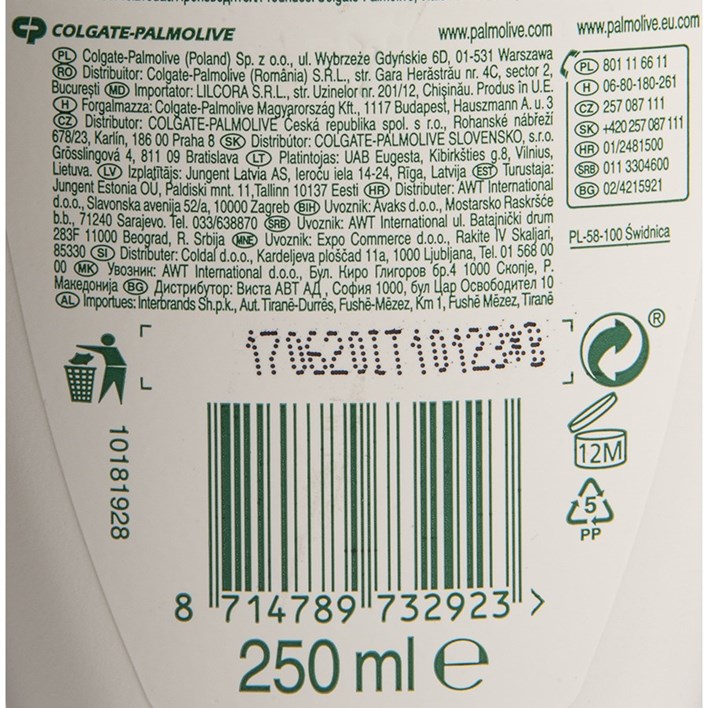 COLGATE-PALMOLIVE www.palmolive.com www.palmolive.eu.com
PL Colgate-Palmolive (Poland) Sp. z o.o., ul. Wybrzeże Gdyńskie 6D, 01-531 Warszawa
RO Distribuitor: Colgate-Palmolive (România) S.R.L., str. Gara Herăstrău nr. 4C, sector 2,
București MD Importator: LILCORA S.R.L., str. Uzinelor nr. 201/12, Chișinău. Produs în U.E.
H Forgalmazza: Colgate-Palmolive Magyarország Kft., 1117 Budapest, Hauszmann A. u. 3
CZ Distributor: COLGATE-PALMOLIVE Česká republika spol. s r.o., Rohanské nábřeží
678/23, Karlín, 186 00 Praha 8 SK Distribútor: COLGATE-PALMOLIVE SLOVENSKO, s.r.o.
Grösslingová 4, 811 09 Bratislava LT Platintojas: UAB Eugesta, Kibirkšties g.8, Vilnius,
Lietuva. LV Izplatītājs: Jungent Latvia AS, Ieroču iela 14-24, Rīga, Latvija EST Turustaja:
Jungent Estonia OU, Paldiski mnt. 11, Tallinn 10137 Eesti HR Distributer: AWT International
d.o.o., Slavonska avenija 52/a, 10000 Zagreb BIH Uvoznik: Avaks d.o.o., Mostarsko Raskršće
b.b., 71240 Sarajevo. Tel. 033/638870 SRB Uvoznik: AWT International ul. Batajnički drum
283F 11000 Beograd, R. Srbija MNE Uvoznik: Expo Commerce d.o.o., Rakite IV Skaljari,
85330 SI Distributer: Coldal d.o.o., Kardeljeva ploščad 11a, 1000 Ljubljana, Tel. 01 568 00
00 MK Увозник: AWT International d.o.o., Бул. Киро Глигоров бр.4 1000 Скопје, Р.
Македонија BG Дистрибутор: Виста АВТ АД, София 1000, бул Цар Освободител 10
AL Importues: Interbrands Sh.p.k., Aut. Tiranë-Durrës, Fushë-Mëzez, Km 1, Fushë Mëzez, Tiranë
PL 801 11 66 11
H 06-80-180-261
CZ 257 087 111
SK +420 257 087 111
HR 01/2481500
SRB 011 3304600
BG 02/4215921
PL-58-100 Świdnica
®
12M
5
PP
10181928
8 714789 732923 >
250 ml e